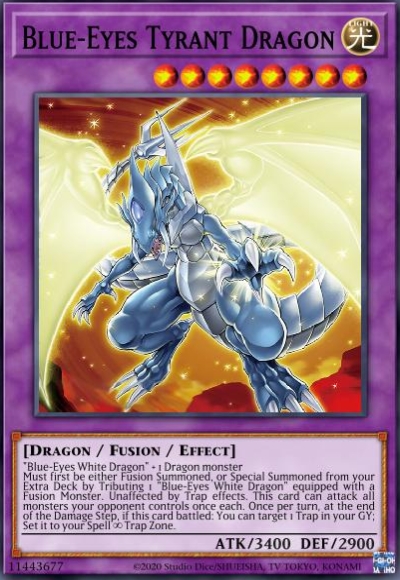 BLUE-EYES TYRANT DRAGON
LIGHT
光
[DRAGON / FUSION / EFFECT]
"Blue-Eyes White Dragon" + 1 Dragon monster
Must first be either Fusion Summoned, or Special Summoned from your
Extra Deck by Tributing 1 "Blue-Eyes White Dragon" equipped with a
Fusion Monster. Unaffected by Trap effects. This card can attack all
monsters your opponent controls once each. Once per turn, at the end
of the Damage Step, if this card battled: You can target 1 Trap in your GY;
Set it to your Spell ∞ Trap Zone.
ATK/3400 DEF/2900
11443677
©2020 Studio Dice/SHUEISHA, TV TOKYO, KONAMI